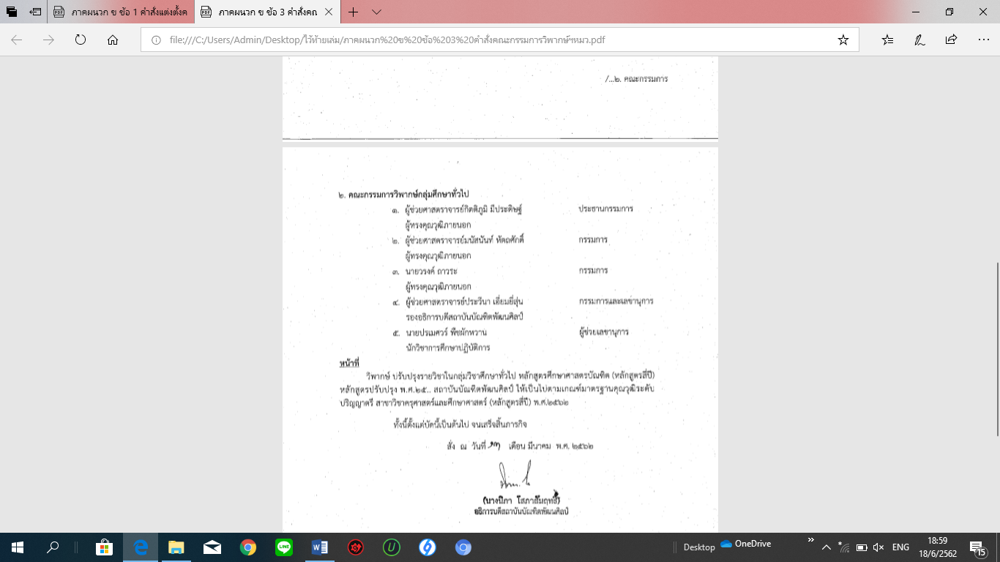 ภาคผนวก ข ข้อ 1 คำสั่งแต่งตั้งค
ภาคผนวก ข ข้อ 3 คำสั่งคณ
file:///C:/Users/Admin/Desktop/ไว้ท้ายเล่ม/ภาคผนวก%20ข%20ข้อ%203%20คำสั่งคณะกรรมการวิพากษ์ฯหมว.pdf
/...๒. คณะกรรมการ
๒. คณะกรรมการวิพากษ์กลุ่มศึกษาทั่วไป
๑. ผู้ช่วยศาสตราจารย์กิตติภูมิ มีประดิษฐ์ ประธานกรรมการ
ผู้ทรงคุณวุฒิภายนอก
๒. ผู้ช่วยศาสตราจารย์มนัสนันท์ หัตถศักดิ์ กรรมการ
ผู้ทรงคุณวุฒิภายนอก
๓. นายวรงค์ ถาวระ กรรมการ
ผู้ทรงคุณวุฒิภายนอก
๔. ผู้ช่วยศาสตราจารย์ประวีนา เอี่ยมยี่สุ่น กรรมการและเลขานุการ
รองอธิการบดีสถาบันบัณฑิตพัฒนศิลป์
๕. นายปรเมศวร์ พืชผักหวาน ผู้ช่วยเลขานุการ
นักวิชาการศึกษาปฏิบัติการ
หน้าที่
วิพากษ์ ปรับปรุงรายวิชาในกลุ่มวิชาศึกษาทั่วไป หลักสูตรศึกษาศาสตรบัณฑิต (หลักสูตรสี่ปี)
หลักสูตรปรับปรุง พ.ศ.๒๕.. สถาบันบัณฑิตพัฒนศิลป์ ให้เป็นไปตามเกณฑ์มาตรฐานคุณวุฒิระดับ
ปริญญาตรี สาขาวิชาครุศาสตร์และศึกษาศาสตร์ (หลักสูตรสี่ปี) พ.ศ.๒๕๖๒
ทั้งนี้ตั้งแต่บัดนี้เป็นต้นไป จนเสร็จสิ้นภารกิจ
สั่ง ณ วันที่ ๑๓ เดือน มีนาคม พ.ศ. ๒๕๖๒
(นางนิภา โสภาสัมฤทธิ์)
อธิการบดีสถาบันบัณฑิตพัฒนศิลป์
Desktop OneDrive ENG 18:59
18/6/2562 15